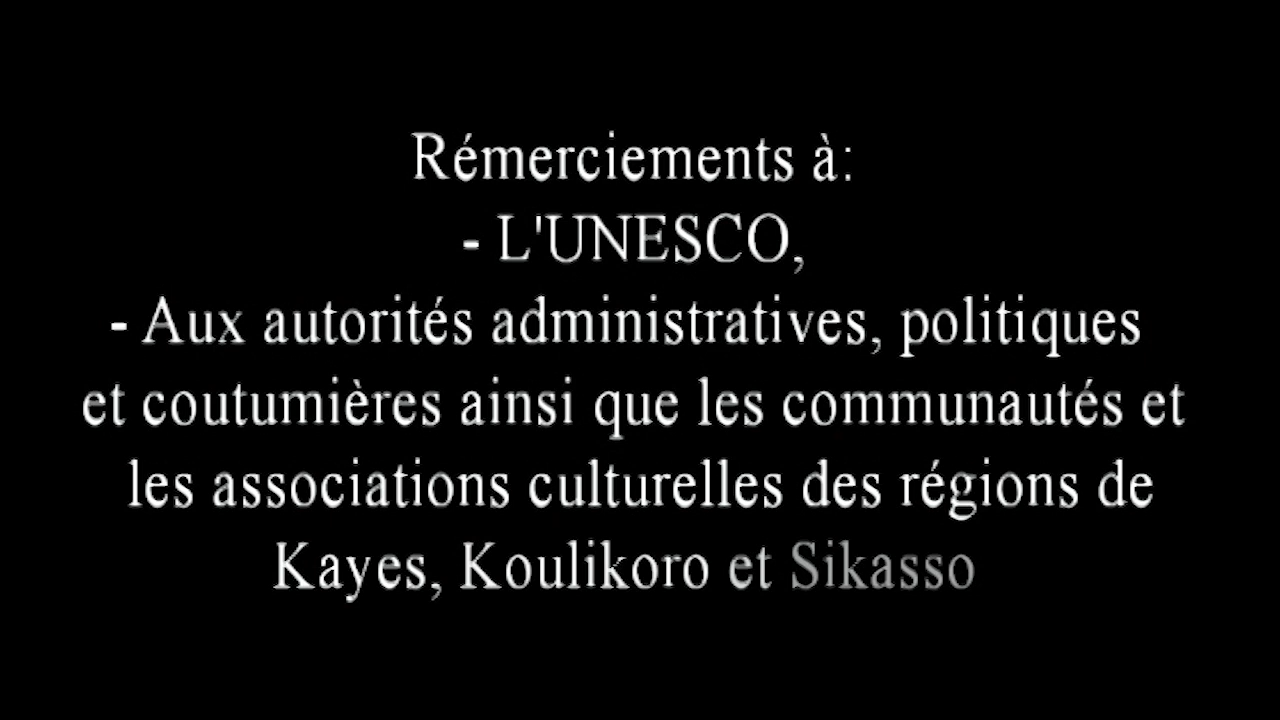 Rémerciements à:
- L'UNESCO,
- Aux autorités administratives, politiques
et coutumières ainsi que les communautés et
les associations culturelles des régions de
Kayes, Koulikoro et Sikasso